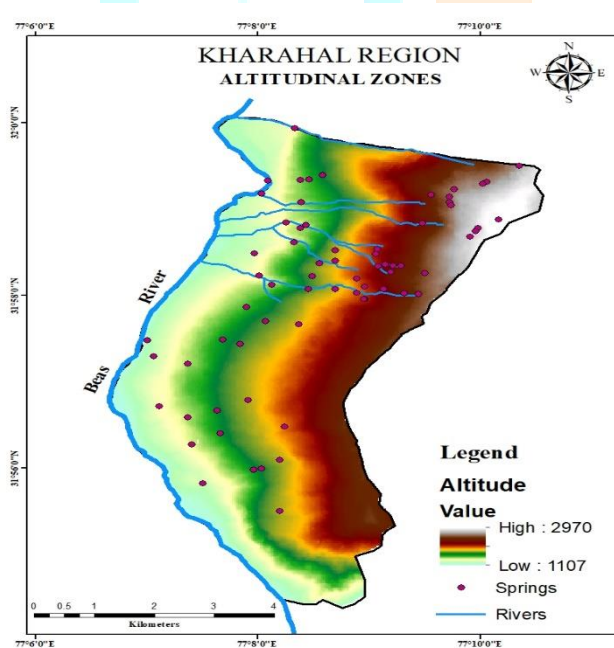 77°6'0"E 77°8'0"E 77°10'0"E
KHARAHAL REGION
ALTITUDINAL ZONES
N
W E
S
32°0'0"N
31°58'0"N
31°56'0"N
Beas River
Legend
Altitude
Value
High : 2970
Low : 1107
Springs
Rivers
0 0.5 1 2 3 4
Kilometers
77°6'0"E 77°8'0"E 77°10'0"E